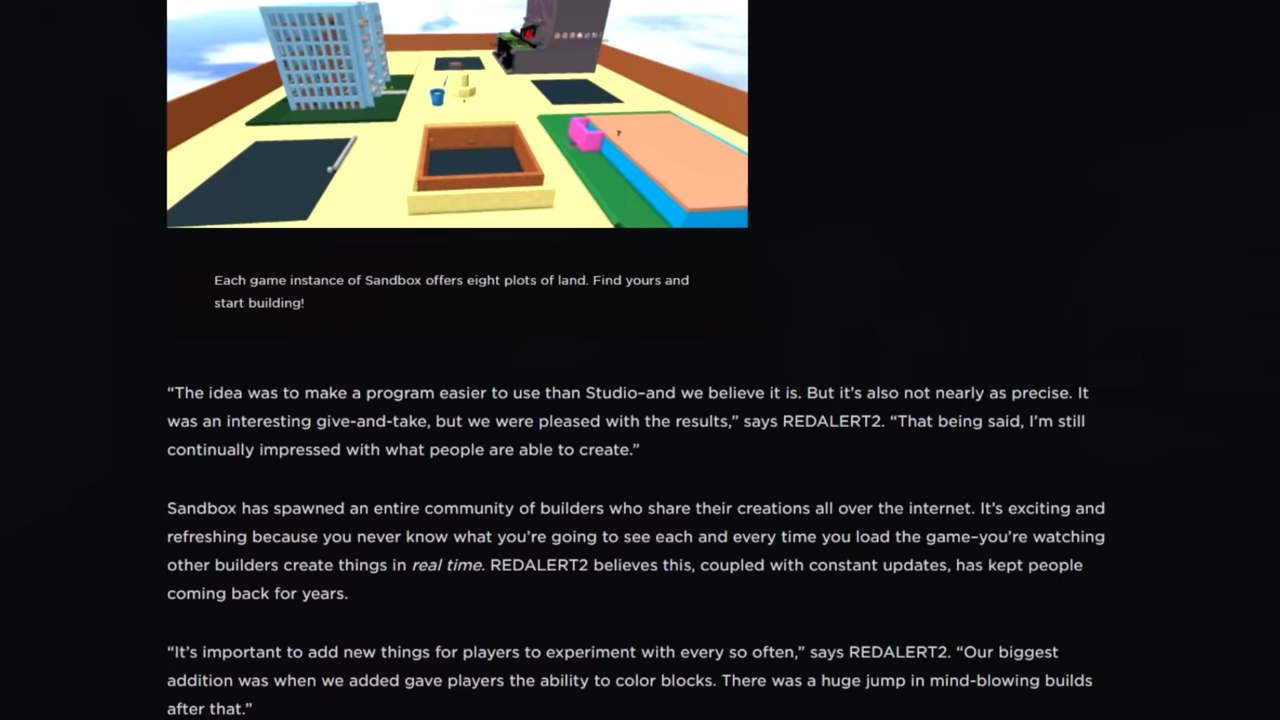 Each game instance of Sandbox offers eight plots of land. Find yours and
start building!
“The idea was to make a program easier to use than Studio–and we believe it is. But it’s also not nearly as precise. It
was an interesting give-and-take, but we were pleased with the results,” says REDALERT2. “That being said, I’m still
continually impressed with what people are able to create.”
Sandbox has spawned an entire community of builders who share their creations all over the internet. It’s exciting and
refreshing because you never know what you’re going to see each and every time you load the game–you’re watching
other builders create things in real time. REDALERT2 believes this, coupled with constant updates, has kept people
coming back for years.
“It’s important to add new things for players to experiment with every so often,” says REDALERT2. “Our biggest
addition was when we added gave players the ability to color blocks. There was a huge jump in mind-blowing builds
after that.”